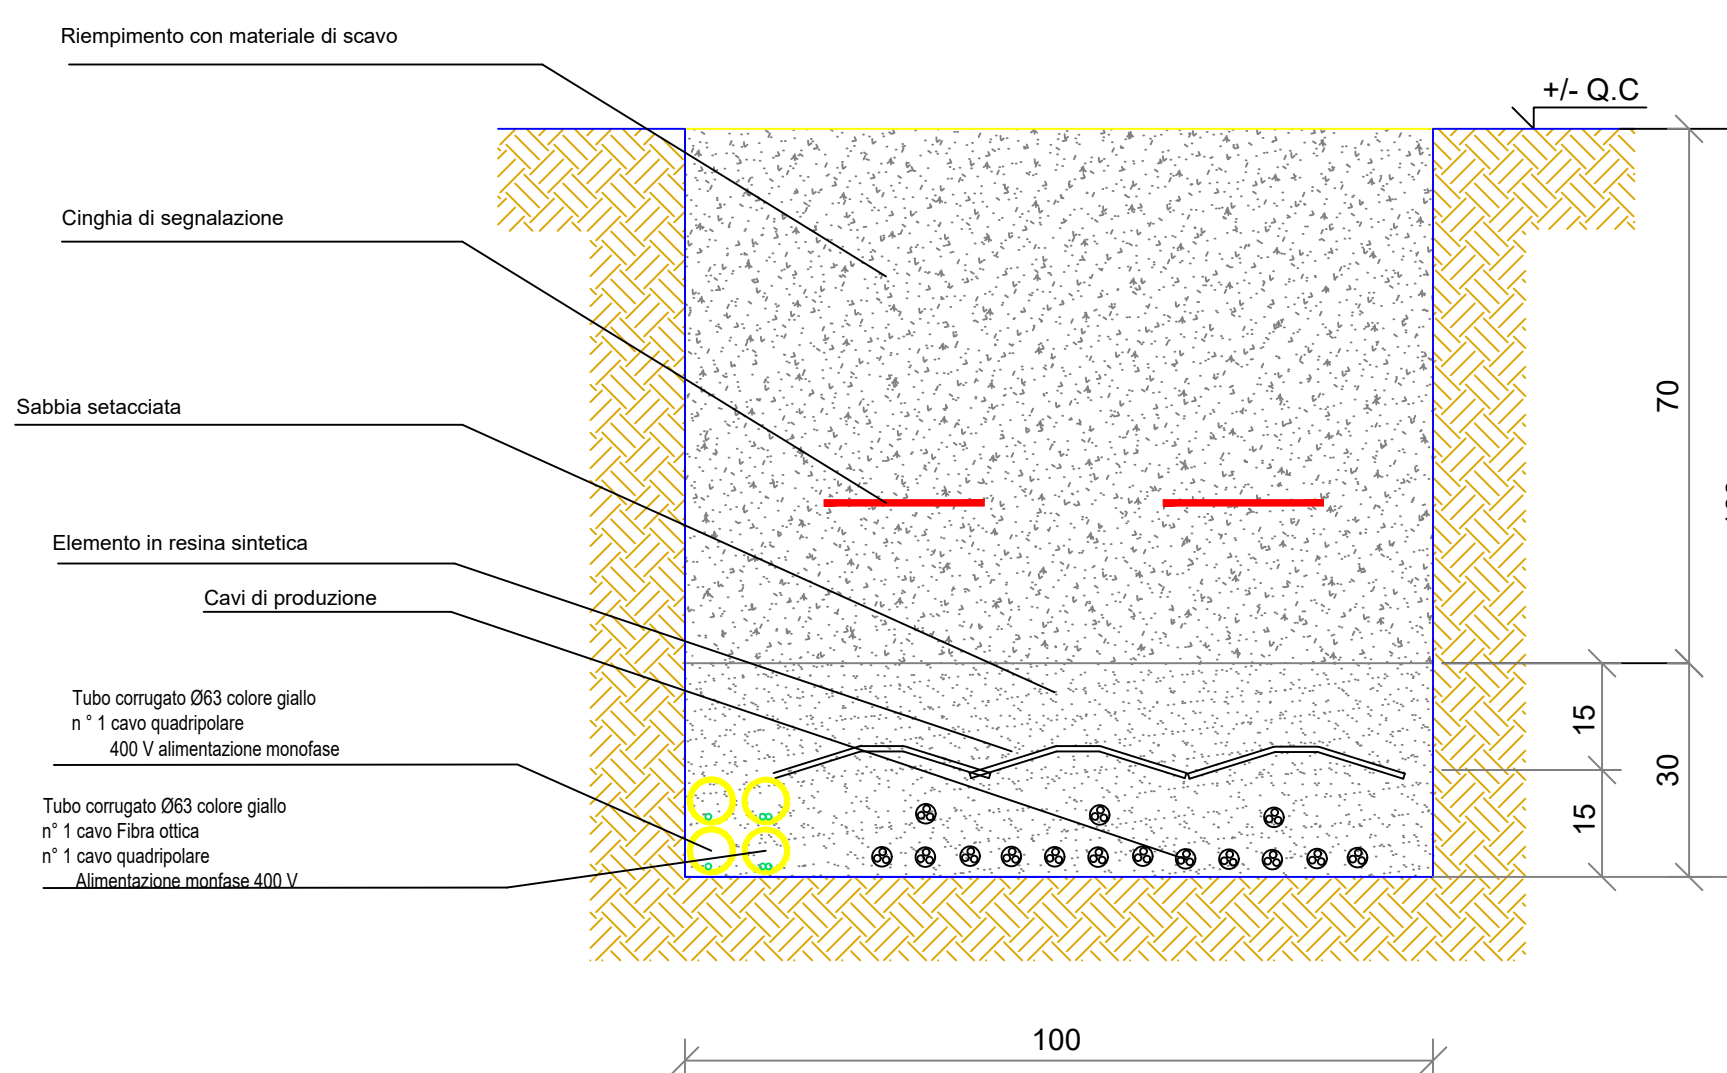 Riempimento con materiale di scavo
+/- Q.C
Cinghia di segnalazione
70
Sabbia setacciata
Elemento in resina sintetica
Cavi di produzione
Tubo corrugato Ø63 colore giallo
n ° 1 cavo quadripolare
400 V alimentazione monofase
15
30
15
Tubo corrugato Ø63 colore giallo
n° 1 cavo Fibra ottica
n° 1 cavo quadripolare
Alimentazione monfase 400 V
100